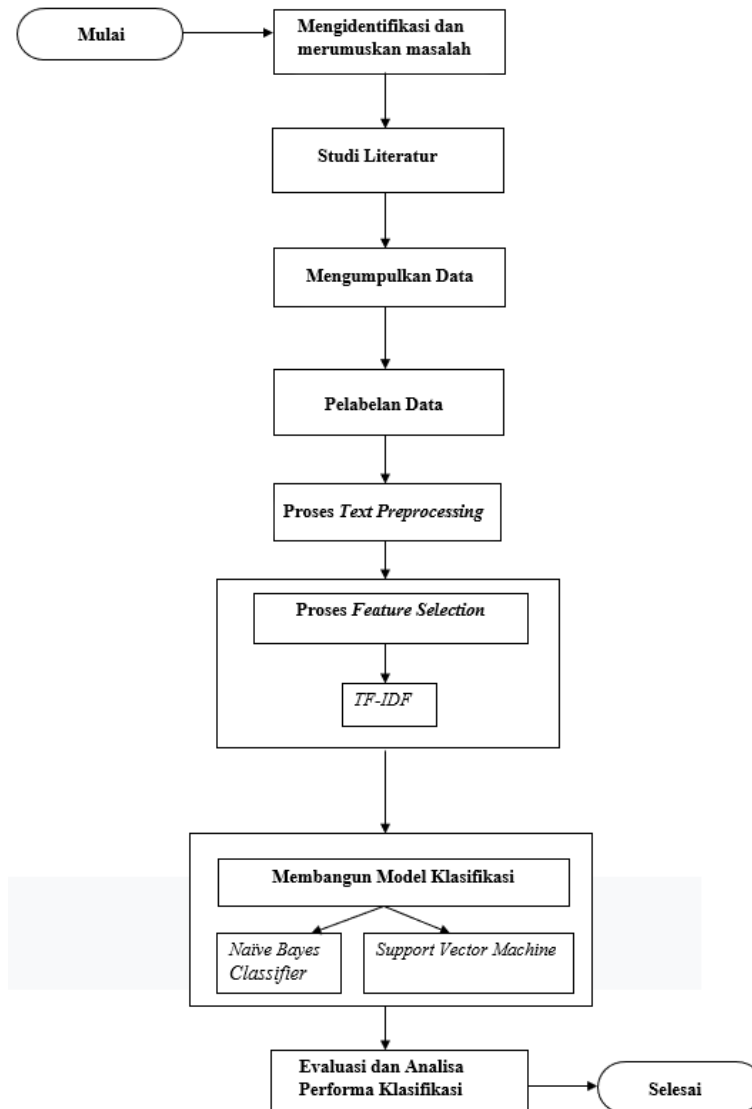 Mulai
Mengidentifikasi dan
merumuskan masalah
Studi Literatur
Mengumpulkan Data
Pelabelan Data
Proses Text Preprocessing
Proses Feature Selection
TF-IDF
Membangun Model Klasifikasi
Naïve Bayes
Classifier
Support Vector Machine
Evaluasi dan Analisa
Performa Klasifikasi
Selesai